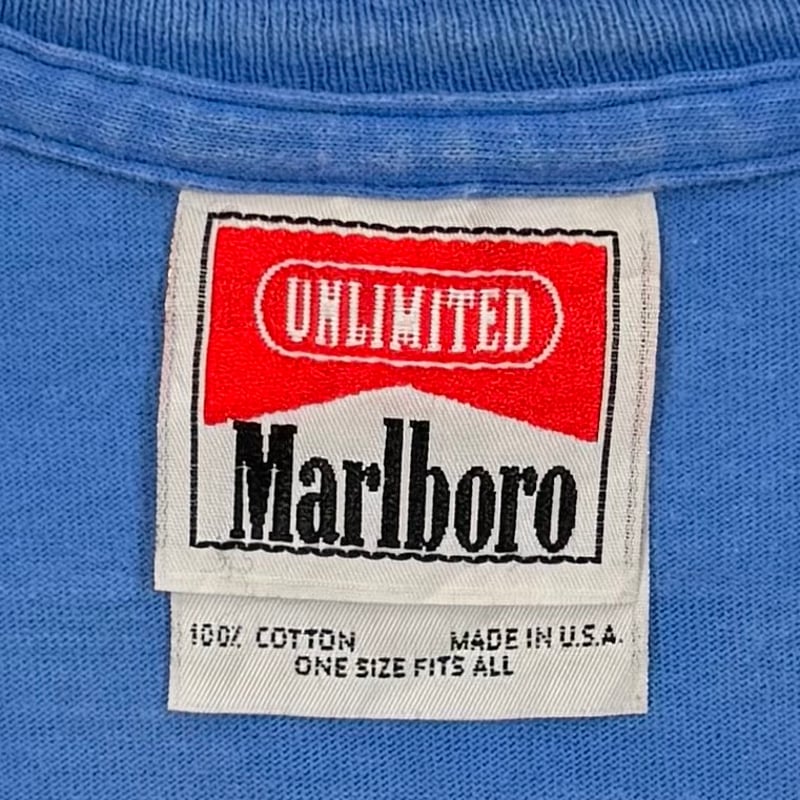 UNLIMITED
Marlboro
100% COTTON MADE IN U.S.A.
ONE SIZE FITS ALL